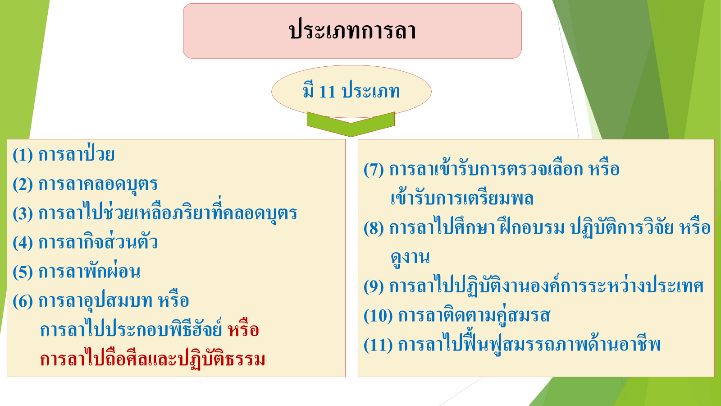 ประเภทการลา
มี 11 ประเภท
(1) การลาป่วย
(2) การลาคลอดบุตร
(3) การลาไปช่วยเหลือภริยาที่คลอดบุตร
(4) การลากิจส่วนตัว
(5) การลาพักผ่อน
(6) การลาอุปสมบท หรือ
การลาไปประกอบพิธีฮัจย์ หรือ
การลาไปถือศีลและปฏิบัติธรรม
(7) การลาเข้ารับการตรวจเลือก หรือ
เข้ารับการเตรียมพล
(8) การลาไปศึกษา ฝึกอบรม ปฏิบัติการวิจัย หรือ
ดูงาน
(9) การลาไปปฏิบัติงานองค์การระหว่างประเทศ
(10) การลาติดตามคู่สมรส
(11) การลาไปฟื้นฟูสมรรถภาพด้านอาชีพ